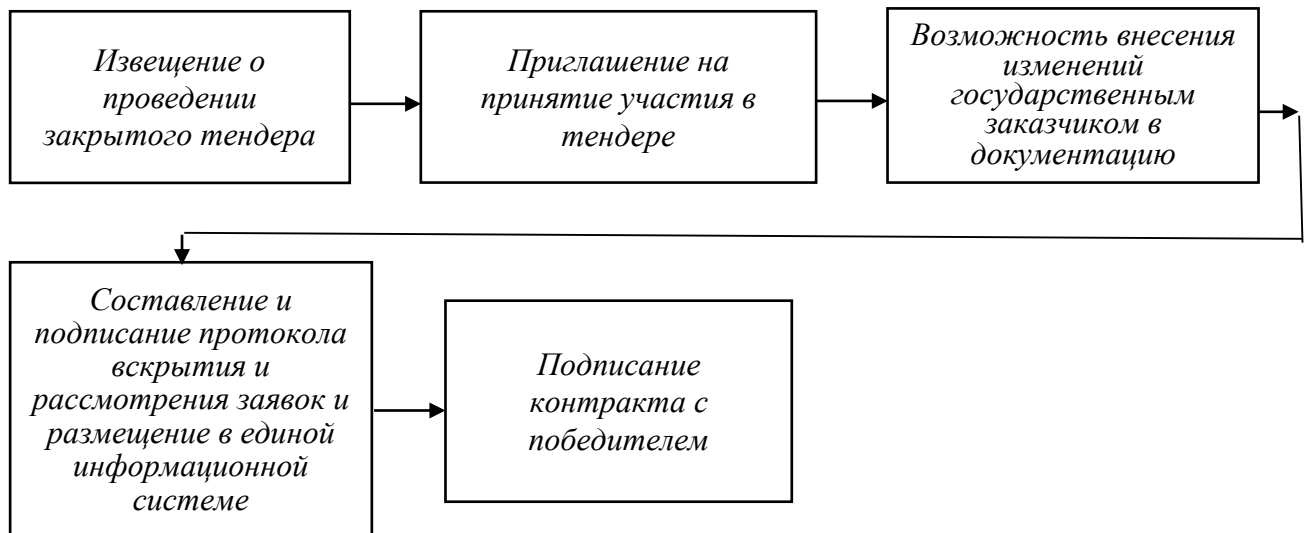 Извещение о
проведении
закрытого тендера
Приглашение на
принятие участия в
тендере
Возможность внесения
изменений
государственным
заказчиком в
документацию
Составление и
подписание протокола
вскрытия и
рассмотрения заявок и
размещение в единой
информационной
системе
Подписание
контракта с
победителем